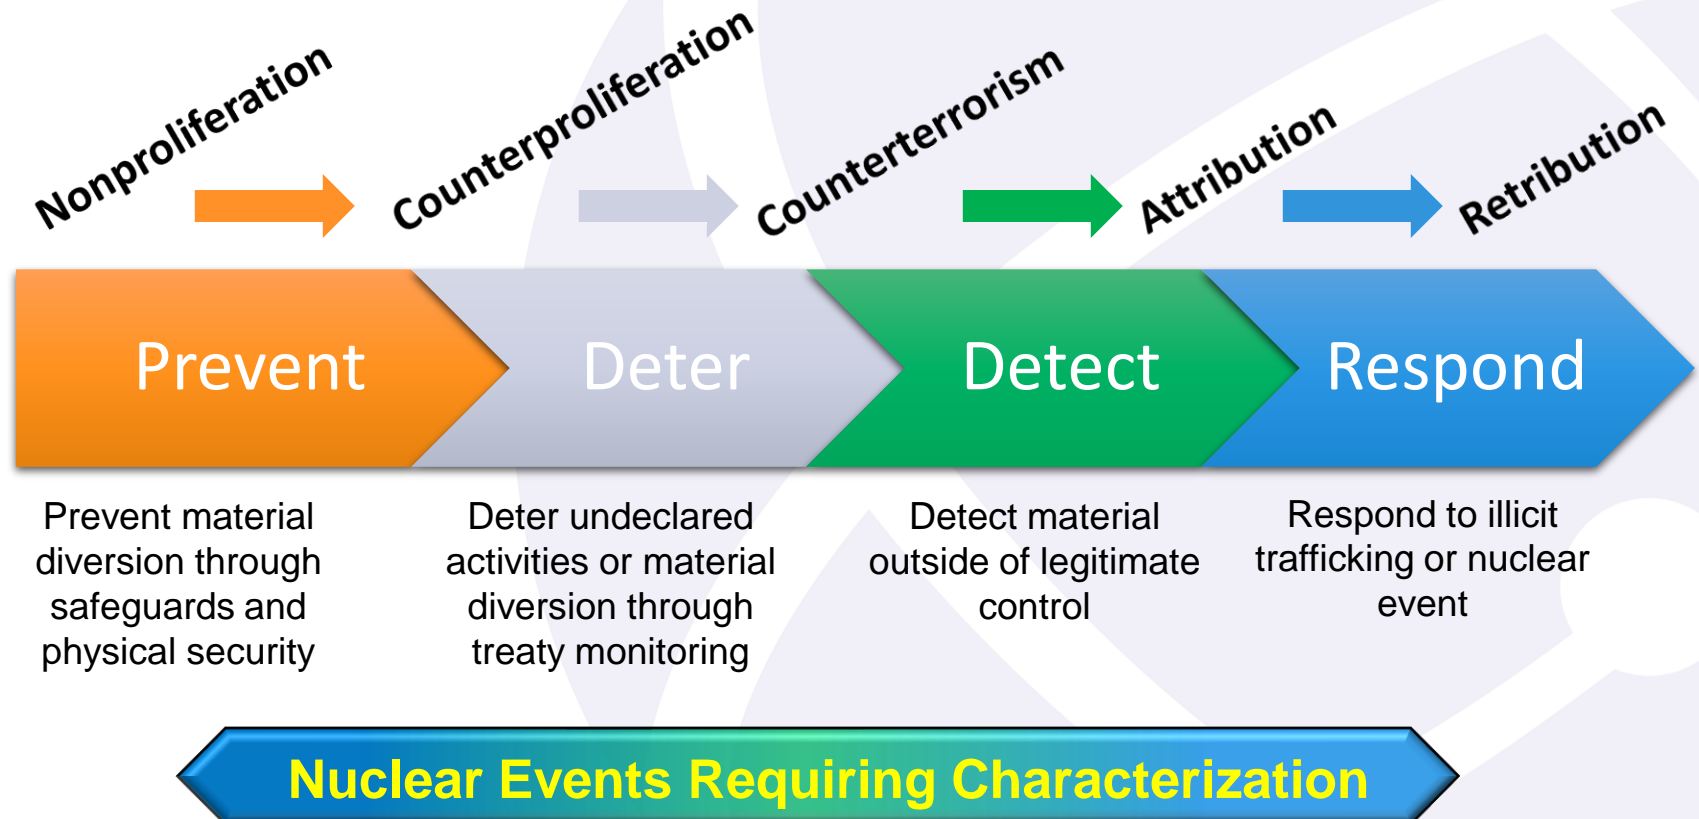 Nonproliferation
Counterproliferation
Counterterrorism
Attribution
Retribution
Prevent
Deter
Detect
Respond
Prevent material
diversion through
safeguards and
physical security
Deter undeclared
activities or material
diversion through
treaty monitoring
Detect material
outside of legitimate
control
Respond to illicit
trafficking or nuclear
event
Nuclear Events Requiring Characterization